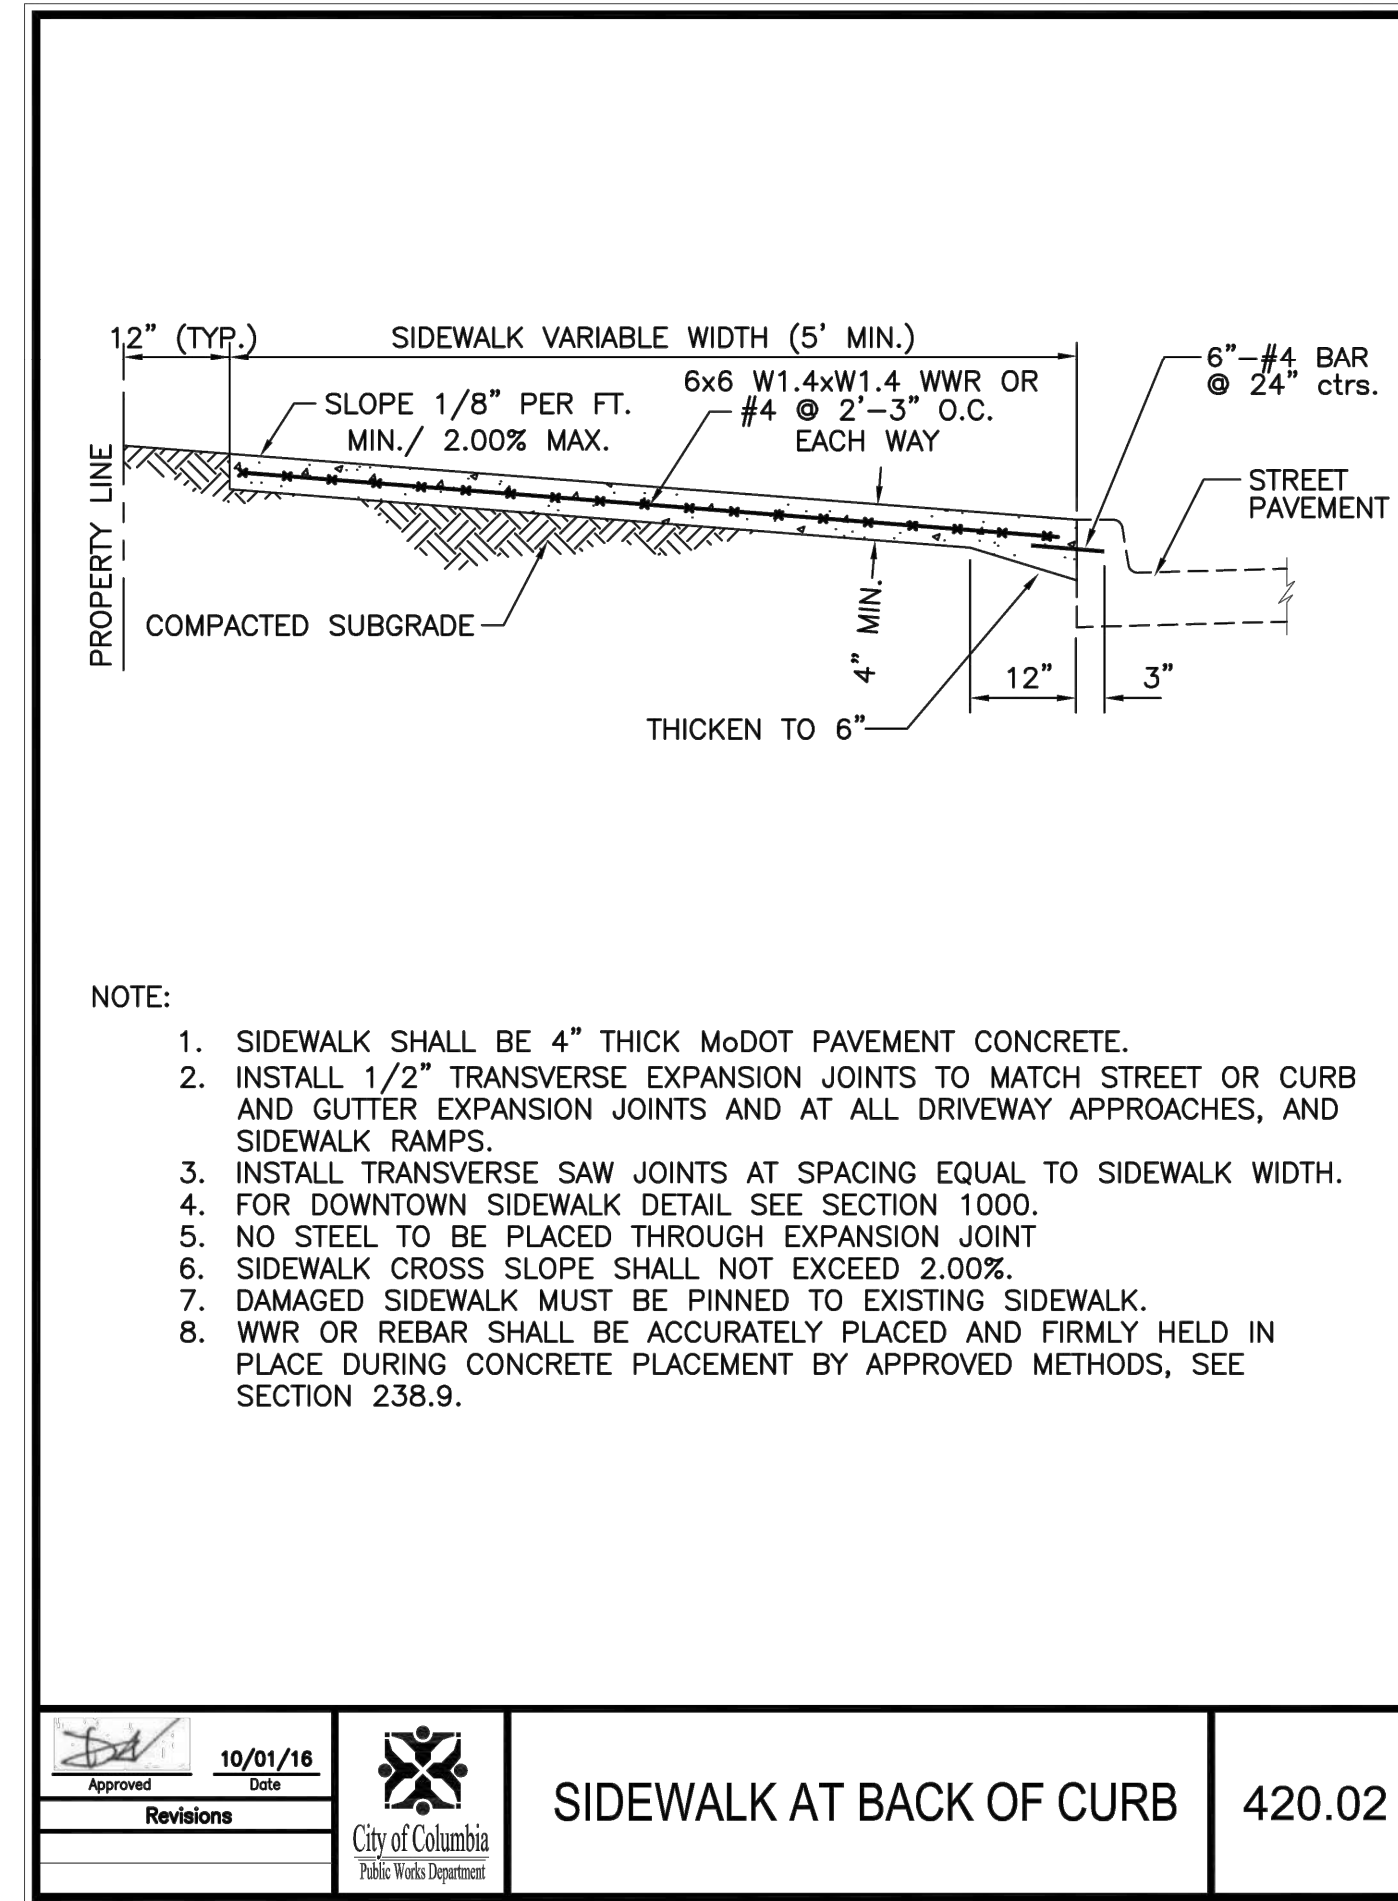 12” (TYP.)
SIDEWALK VARIABLE WIDTH (5’ MIN.)
6”–#4 BAR
@ 24” ctrs.
SLOPE 1/8” PER FT.
MIN./ 2.00% MAX.
6x6 W1.4xW1.4 WWR OR
#4 @ 2’–3” O.C.
EACH WAY
STREET
PAVEMENT
PROPERTY LINE
COMPACTED SUBGRADE
4” MIN.
12”
3”
THICKEN TO 6”
NOTE:
1. SIDEWALK SHALL BE 4” THICK MoDOT PAVEMENT CONCRETE.
2. INSTALL 1/2” TRANSVERSE EXPANSION JOINTS TO MATCH STREET OR CURB
AND GUTTER EXPANSION JOINTS AND AT ALL DRIVEWAY APPROACHES, AND
SIDEWALK RAMPS.
3. INSTALL TRANSVERSE SAW JOINTS AT SPACING EQUAL TO SIDEWALK WIDTH.
4. FOR DOWNTOWN SIDEWALK DETAIL SEE SECTION 1000.
5. NO STEEL TO BE PLACED THROUGH EXPANSION JOINT
6. SIDEWALK CROSS SLOPE SHALL NOT EXCEED 2.00%.
7. DAMAGED SIDEWALK MUST BE PINNED TO EXISTING SIDEWALK.
8. WWR OR REBAR SHALL BE ACCURATELY PLACED AND FIRMLY HELD IN
PLACE DURING CONCRETE PLACEMENT BY APPROVED METHODS, SEE
SECTION 238.9.
10/01/16
Approved Date
Revisions
City of Columbia
Public Works Department
SIDEWALK AT BACK OF CURB
420.02